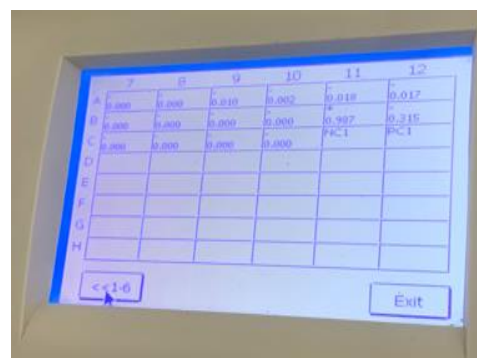 7 8 9 10 11 12
A - 0.000 - 0.000 - 0.010 - 0.002 - 0.018 - 0.017
B - 0.000 - 0.000 - 0.000 - 0.000 + 0.987 - 0.315
C - 0.000 - 0.000 - 0.000 - 0.000 NC1 PC1
D
E
F
G
H
<<1-6
Exit